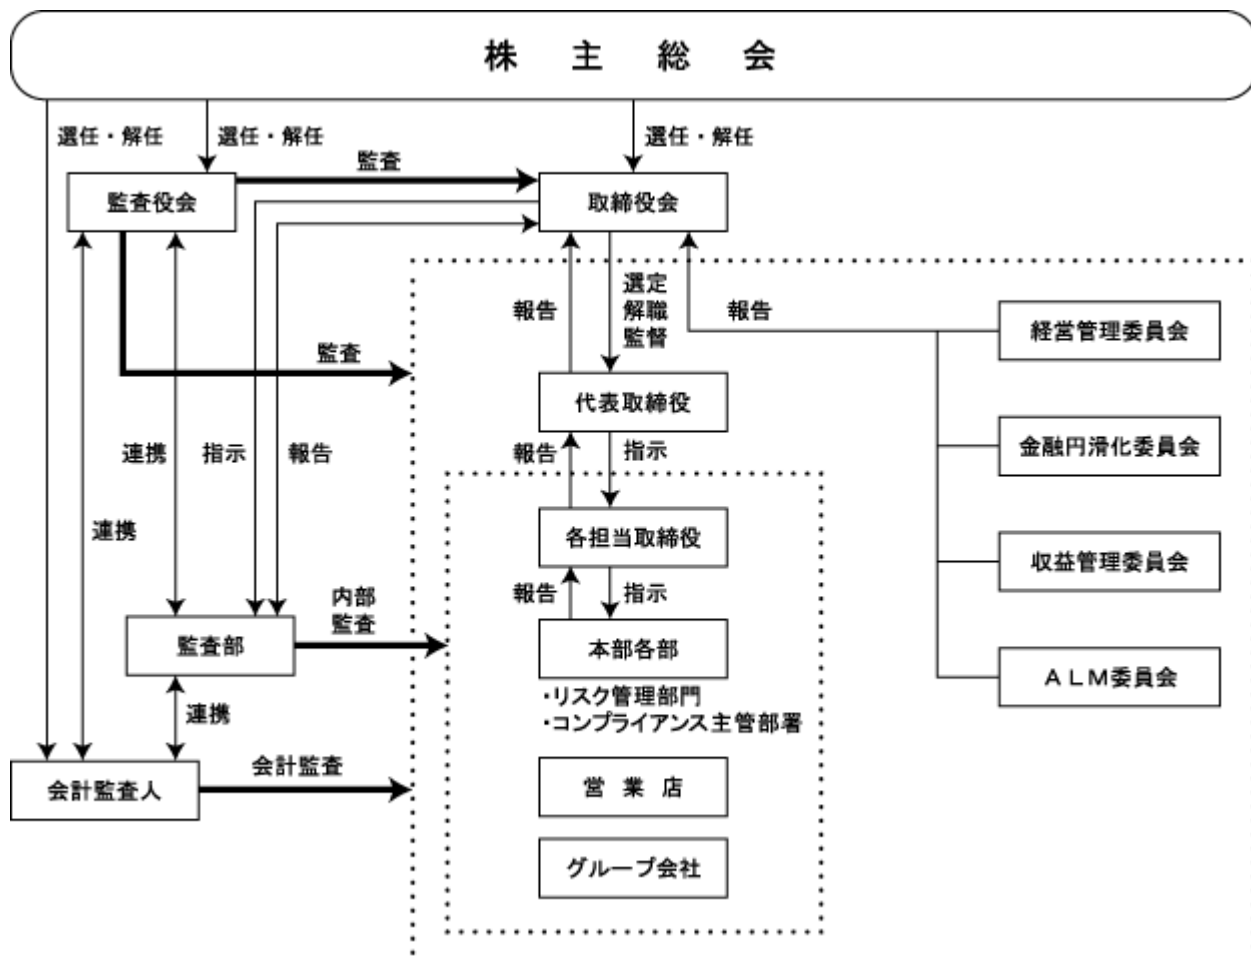 株主総会
選任・解任
選任・解任
選任・解任
監査
監査役会
取締役会
報告
選定
解職
監督
報告
経営管理委員会
監査
代表取締役
連携
指示
報告
報告
指示
金融円滑化委員会
連携
各担当取締役
収益管理委員会
内部
監査
報告
指示
監査部
本部各部
ALM委員会
・リスク管理部門
・コンプライアンス主管部署
連携
会計監査
会計監査人
営業店
グループ会社